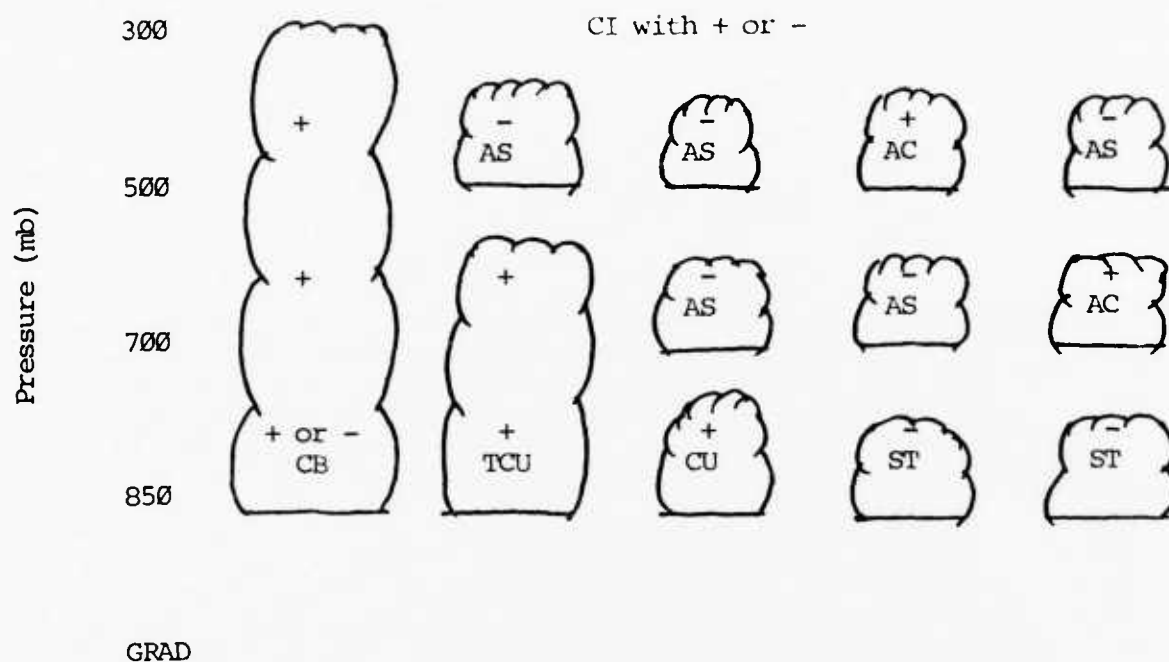 300 CI with + or -
+ - - + -
AS AS AC AS
500
Pressure (mb)
+ + - - +
AS AS AC
700
+ or - + + - -
CB TCU CU ST ST
850
GRAD